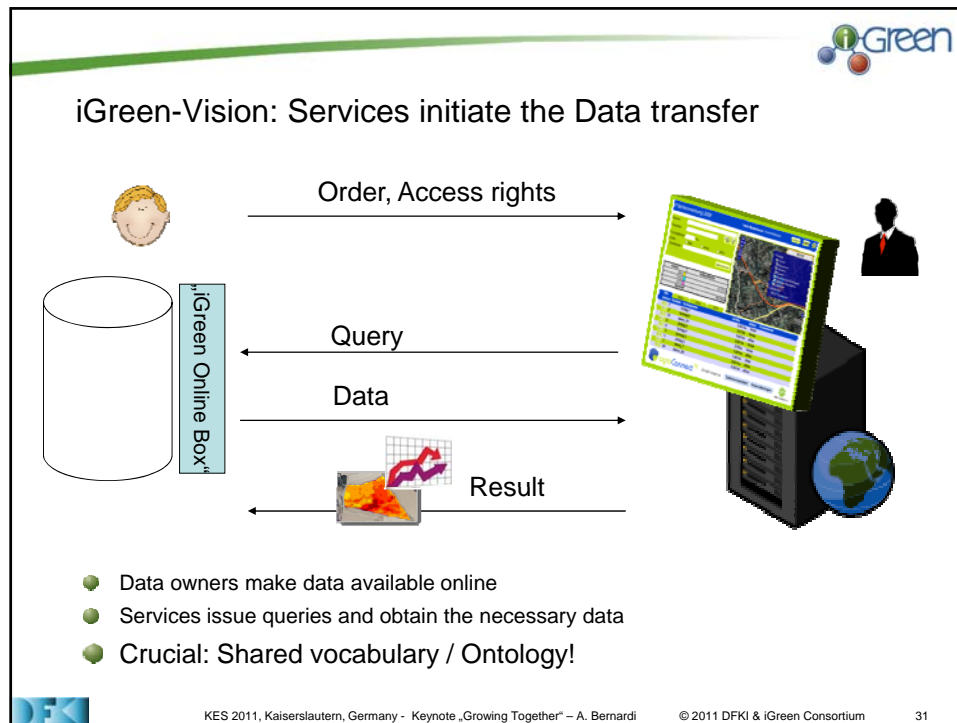 i-Green
iGreen-Vision: Services initiate the Data transfer
Order, Access rights
„iGreen Online Box“
Query
Data
Result
Data owners make data available online
Services issue queries and obtain the necessary data
Crucial: Shared vocabulary / Ontology!
DFKI
KES 2011, Kaiserslautern, Germany - Keynote „Growing Together“ – A. Bernardi
© 2011 DFKI & iGreen Consortium
31